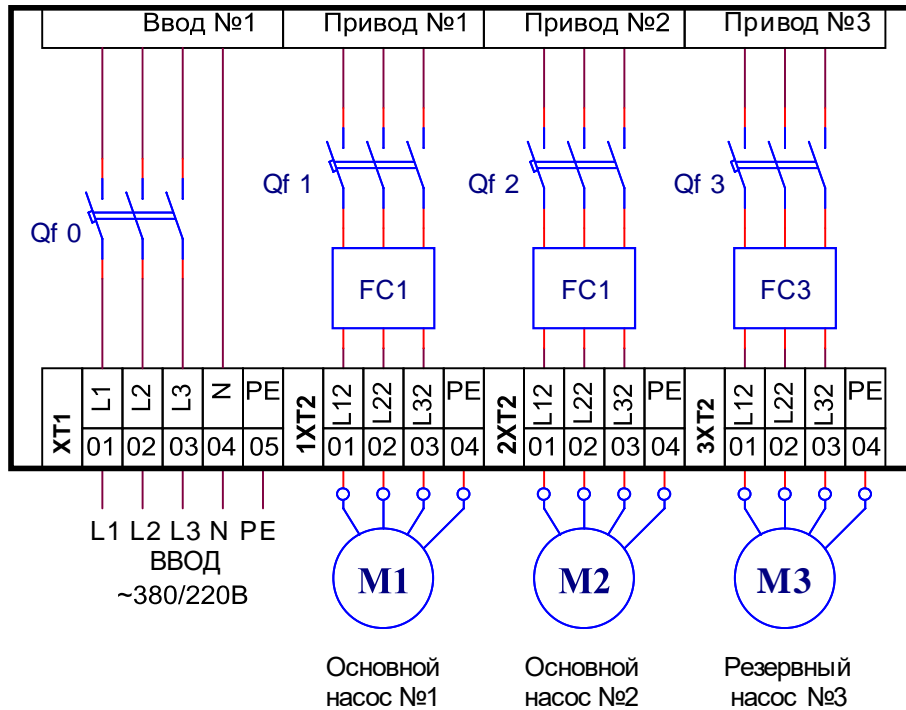 Ввод №1 Привод №1 Привод №2 Привод №3
Qf 0 Qf 1 Qf 2 Qf 3
FC1 FC1 FC3
XT1 L1 L2 L3 N PE 1XT2 L12 L22 L32 PE 2XT2 L12 L22 L32 PE 3XT2 L12 L22 L32 PE
01 02 03 04 05 01 02 03 04 01 02 03 04 01 02 03 04
L1 L2 L3 N PE
ВВОД
~380/220В
М1 М2 М3
Основной
насос №1
Основной
насос №2
Резервный
насос №3